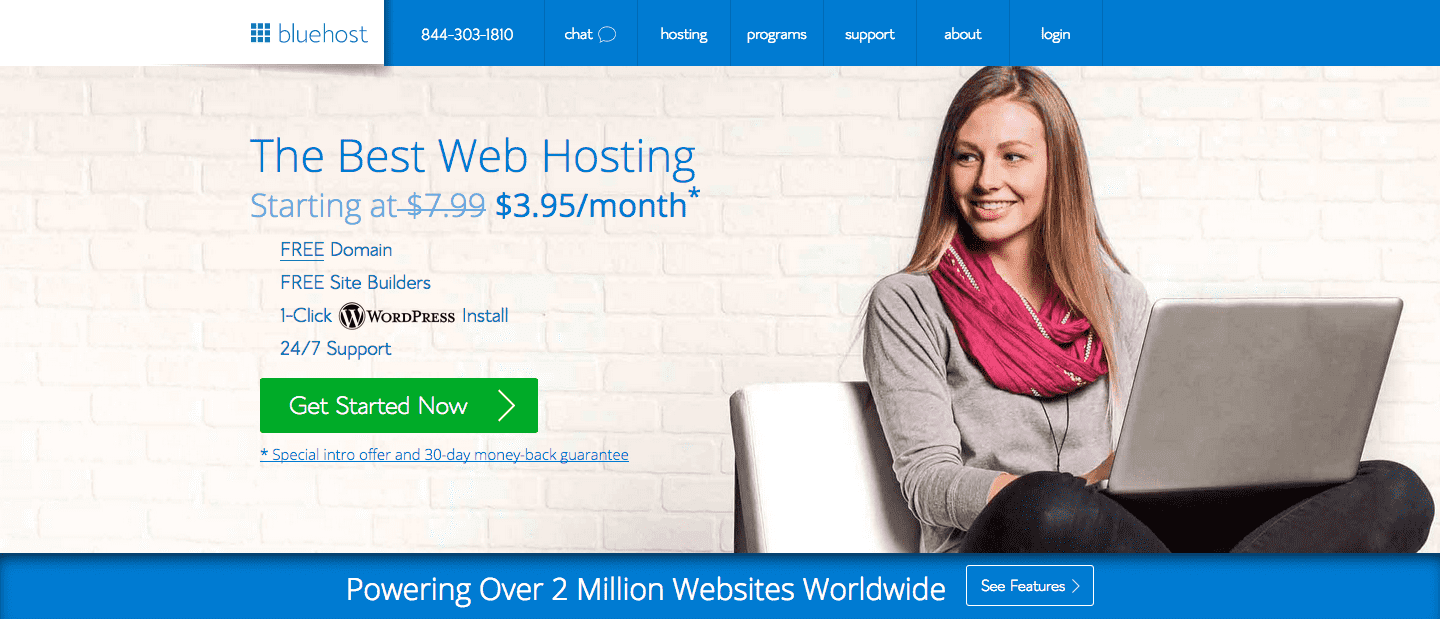 bluehost
844-303-1810
chat
hosting
programs
support
about
login
The Best Web Hosting
Starting at $7.99 $3.95/month*
FREE Domain
FREE Site Builders
1-Click WORDPRESS Install
24/7 Support
Get Started Now
* Special intro offer and 30-day money-back guarantee
Powering Over 2 Million Websites Worldwide
See Features